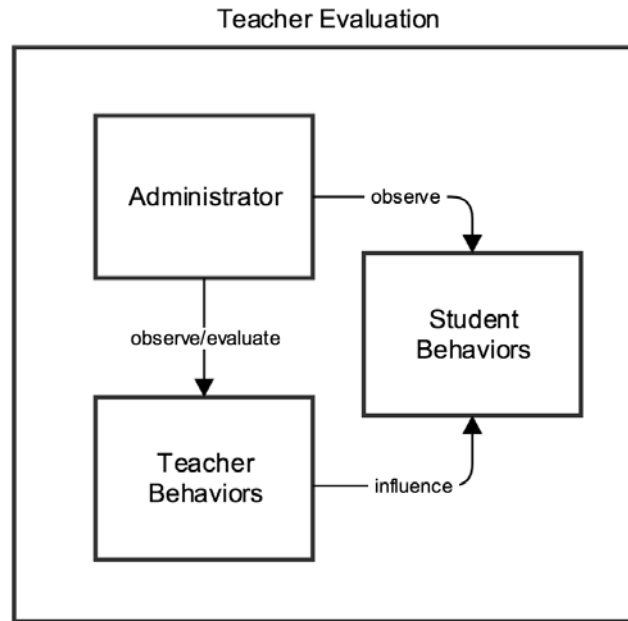 Teacher Evaluation
Administrator
observe
Student
Behaviors
observe/evaluate
Teacher
Behaviors
influence